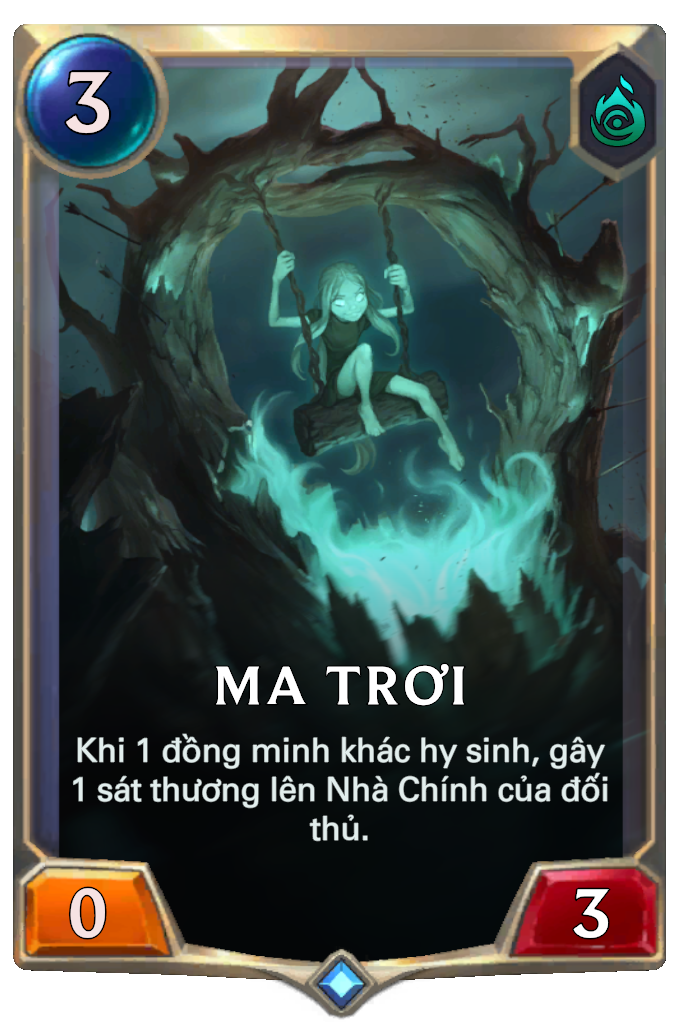 3
MA TRƠI
Khi 1 đồng minh khác hy sinh, gây
1 sát thương lên Nhà Chính của đối
thủ.
0
3